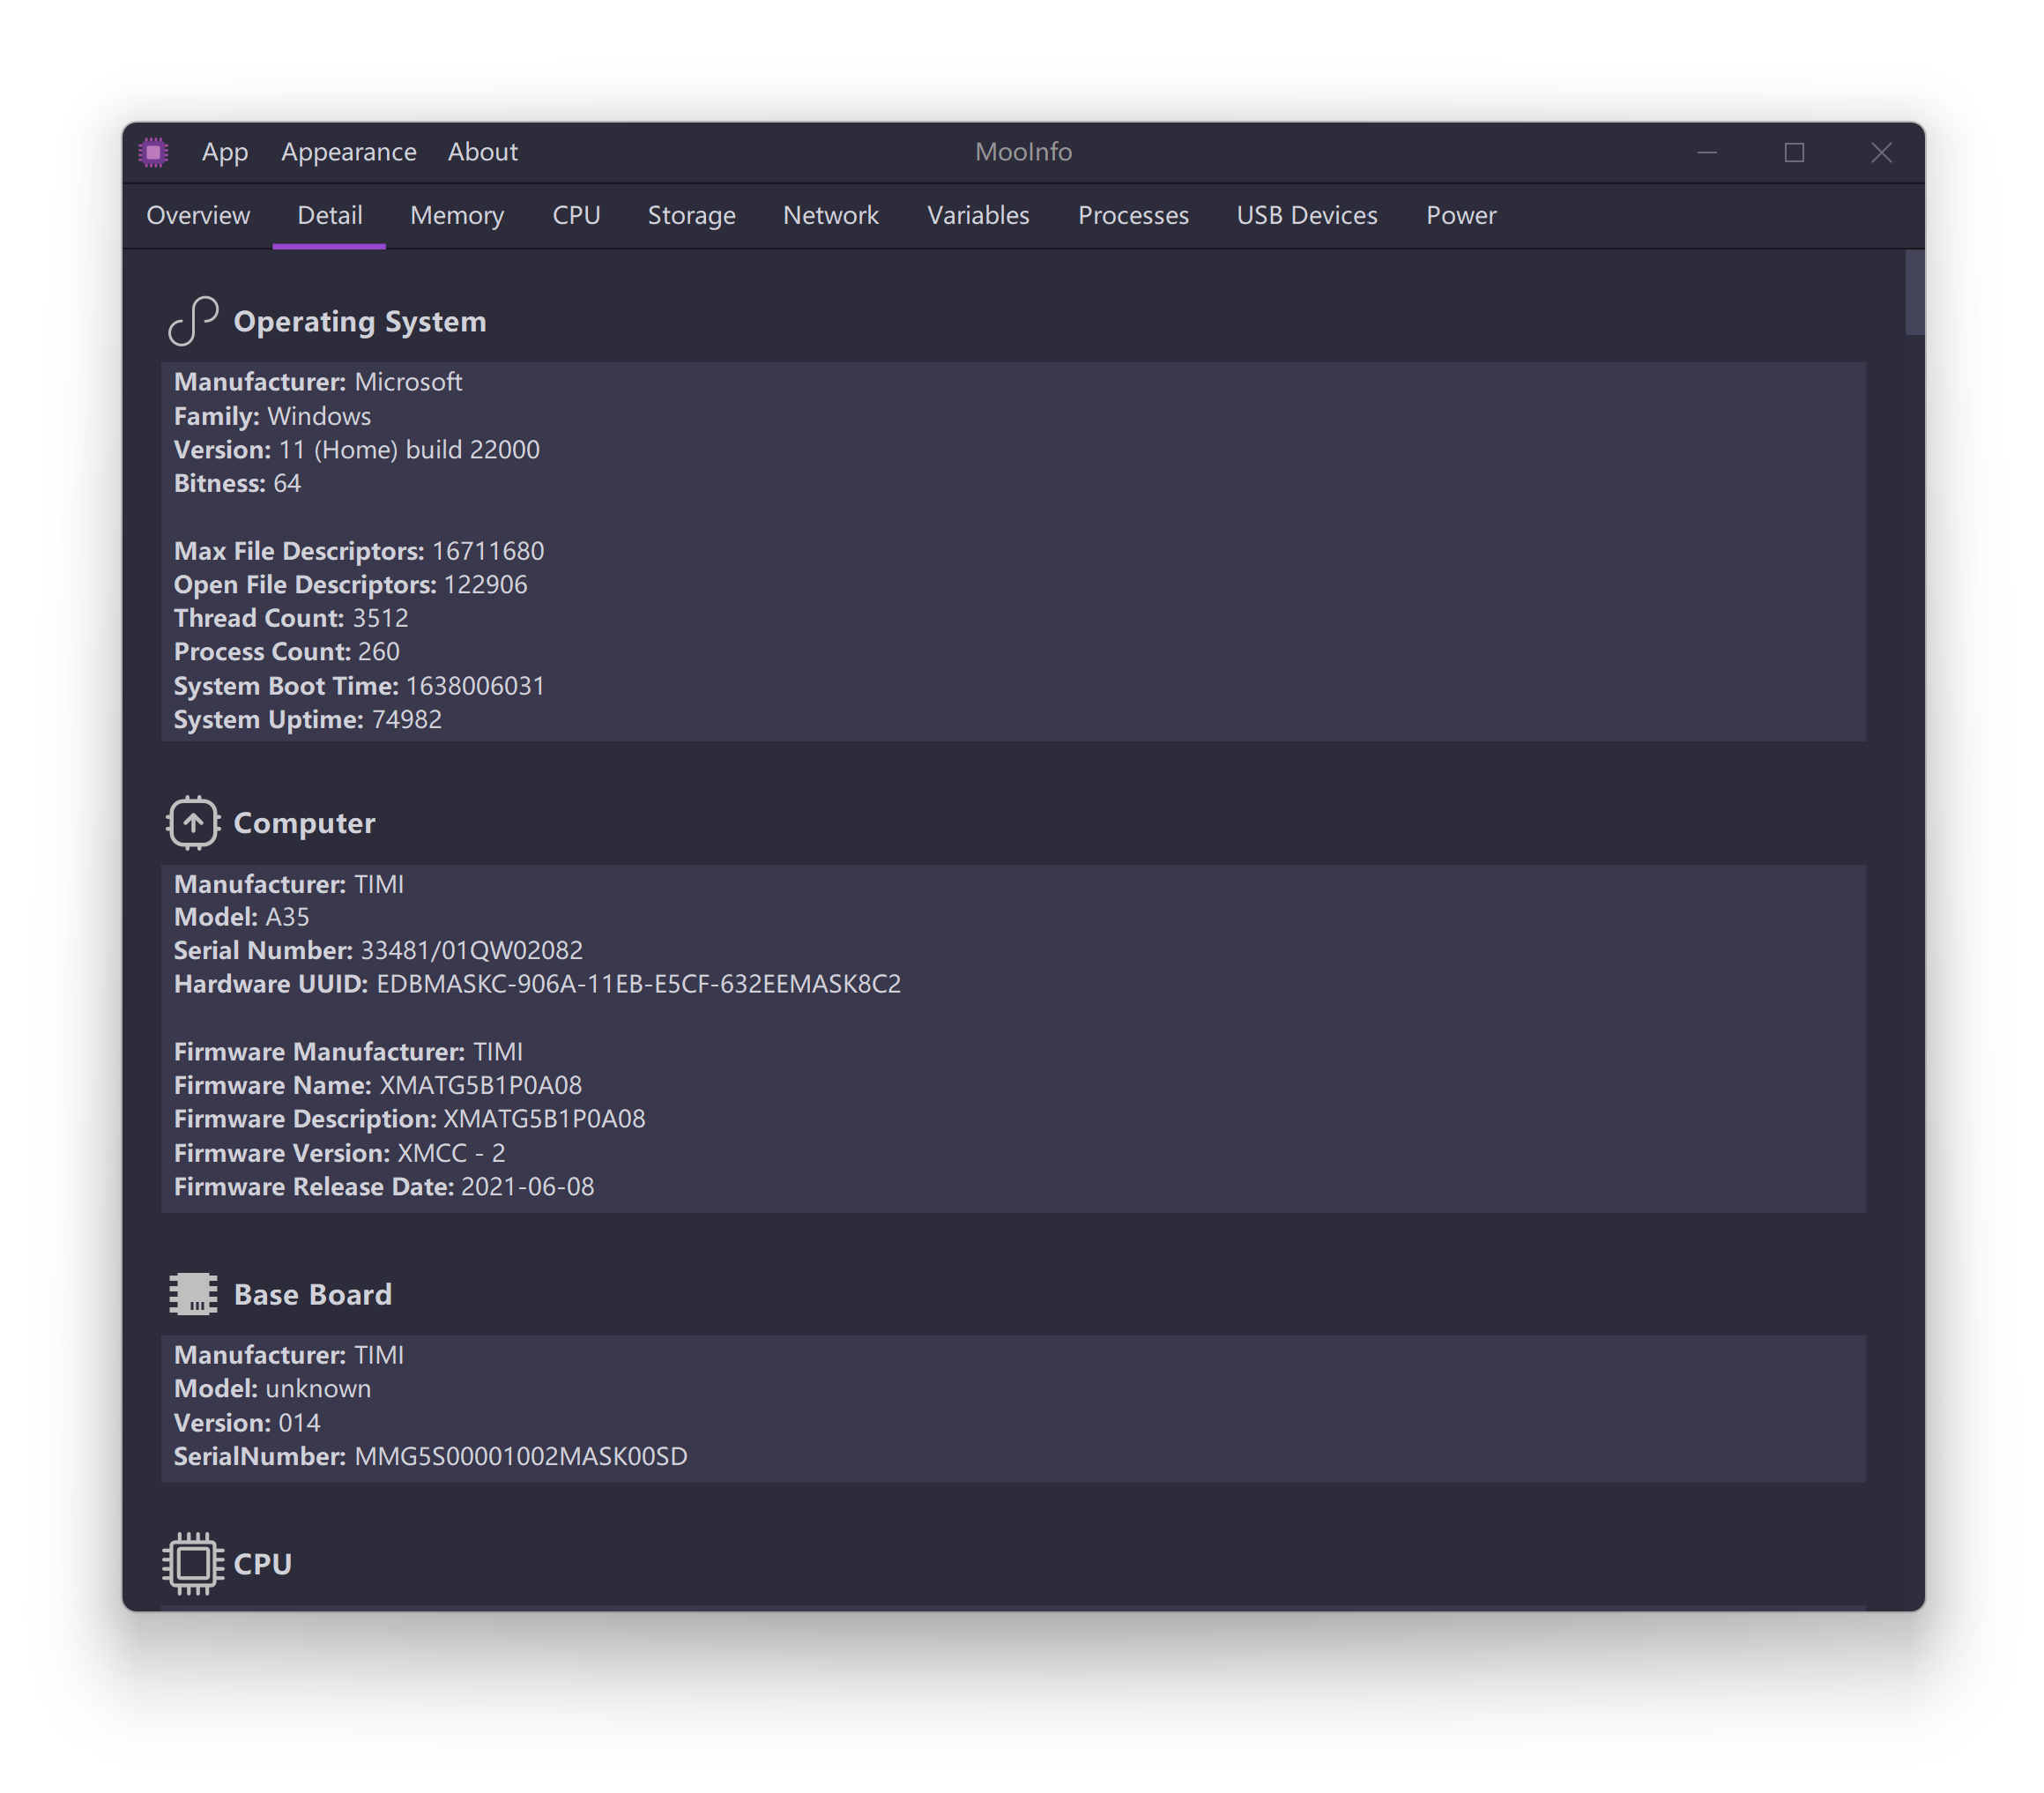 App Appearance About MooInfo
Overview Detail Memory CPU Storage Network Variables Processes USB Devices Power
Operating System
Manufacturer: Microsoft
Family: Windows
Version: 11 (Home) build 22000
Bitness: 64
Max File Descriptors: 16711680
Open File Descriptors: 122906
Thread Count: 3512
Process Count: 260
System Boot Time: 1638006031
System Uptime: 74982
Computer
Manufacturer: TIMI
Model: A35
Serial Number: 33481/01QW02082
Hardware UUID: EDBMASKC-906A-11EB-E5CF-632EEMASK8C2
Firmware Manufacturer: TIMI
Firmware Name: XMATG5B1P0A08
Firmware Description: XMATG5B1P0A08
Firmware Version: XMCC - 2
Firmware Release Date: 2021-06-08
Base Board
Manufacturer: TIMI
Model: unknown
Version: 014
SerialNumber: MMG5S00001002MASK00SD
CPU